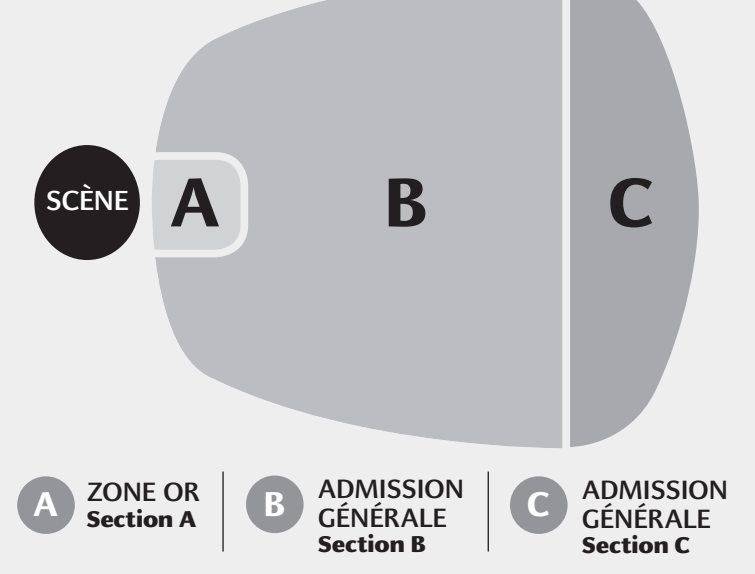 SCÈNE
A
B
C
A
ZONE OR
Section A
B
ADMISSION
GÉNÉRALE
Section B
C
ADMISSION
GÉNÉRALE
Section C